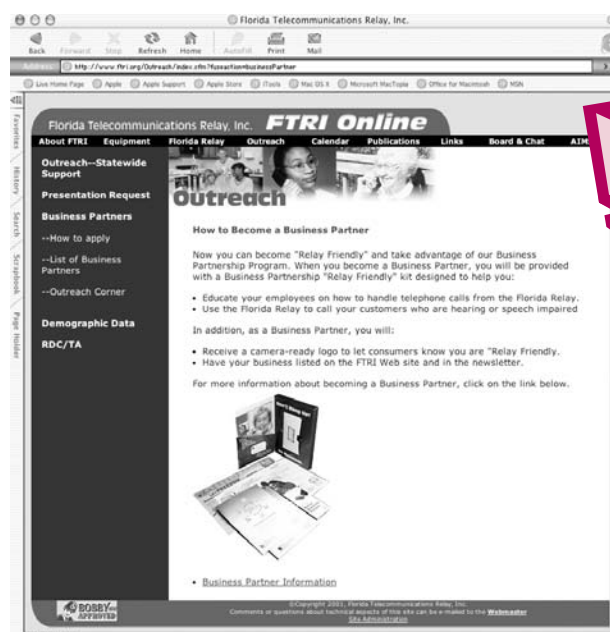 Florida Telecommunications Relay, Inc.
Back Forward Stop Refresh Home AutoFill Print Mail
Address: http://www.ftri.org/Outreach/index.cfm?fuseaction=businessPartner
Live Home Page Apple Apple Support Apple Store iTools Mac OS X Microsoft MacTopia Office for Macintosh MSN
Favorites
History
Search
Scrapbook
Page Holder
Florida Telecommunications Relay, Inc. FTRI Online
About FTRI Equipment Florida Relay Outreach Calendar Publications Links Board & Chat
Outreach--Statewide
Support
Presentation Request
Business Partners
--How to apply
--List of Business
Partners
--Outreach Corner
Demographic Data
RDC/TA
Outreach
How to Become a Business Partner
Now you can become "Relay Friendly" and take advantage of our Business
Partnership Program. When you become a Business Partner, you will be provided
with a Business Partnership "Relay Friendly" kit designed to help you:
• Educate your employees on how to handle telephone calls from the Florida Relay.
• Use the Florida Relay to call your customers who are hearing or speech impaired
In addition, as a Business Partner, you will:
• Receive a camera-ready logo to let consumers know you are "Relay Friendly.
• Have your business listed on the FTRI Web site and in the newsletter.
For more information about becoming a Business Partner, click on the link below.
• Business Partner Information
BOBBY
APPROVED
©Copyright 2001, Florida Telecommunications Relay, Inc.
Comments or questions about technical aspects of this site can be e-mailed to the Webmaster
Site Administration